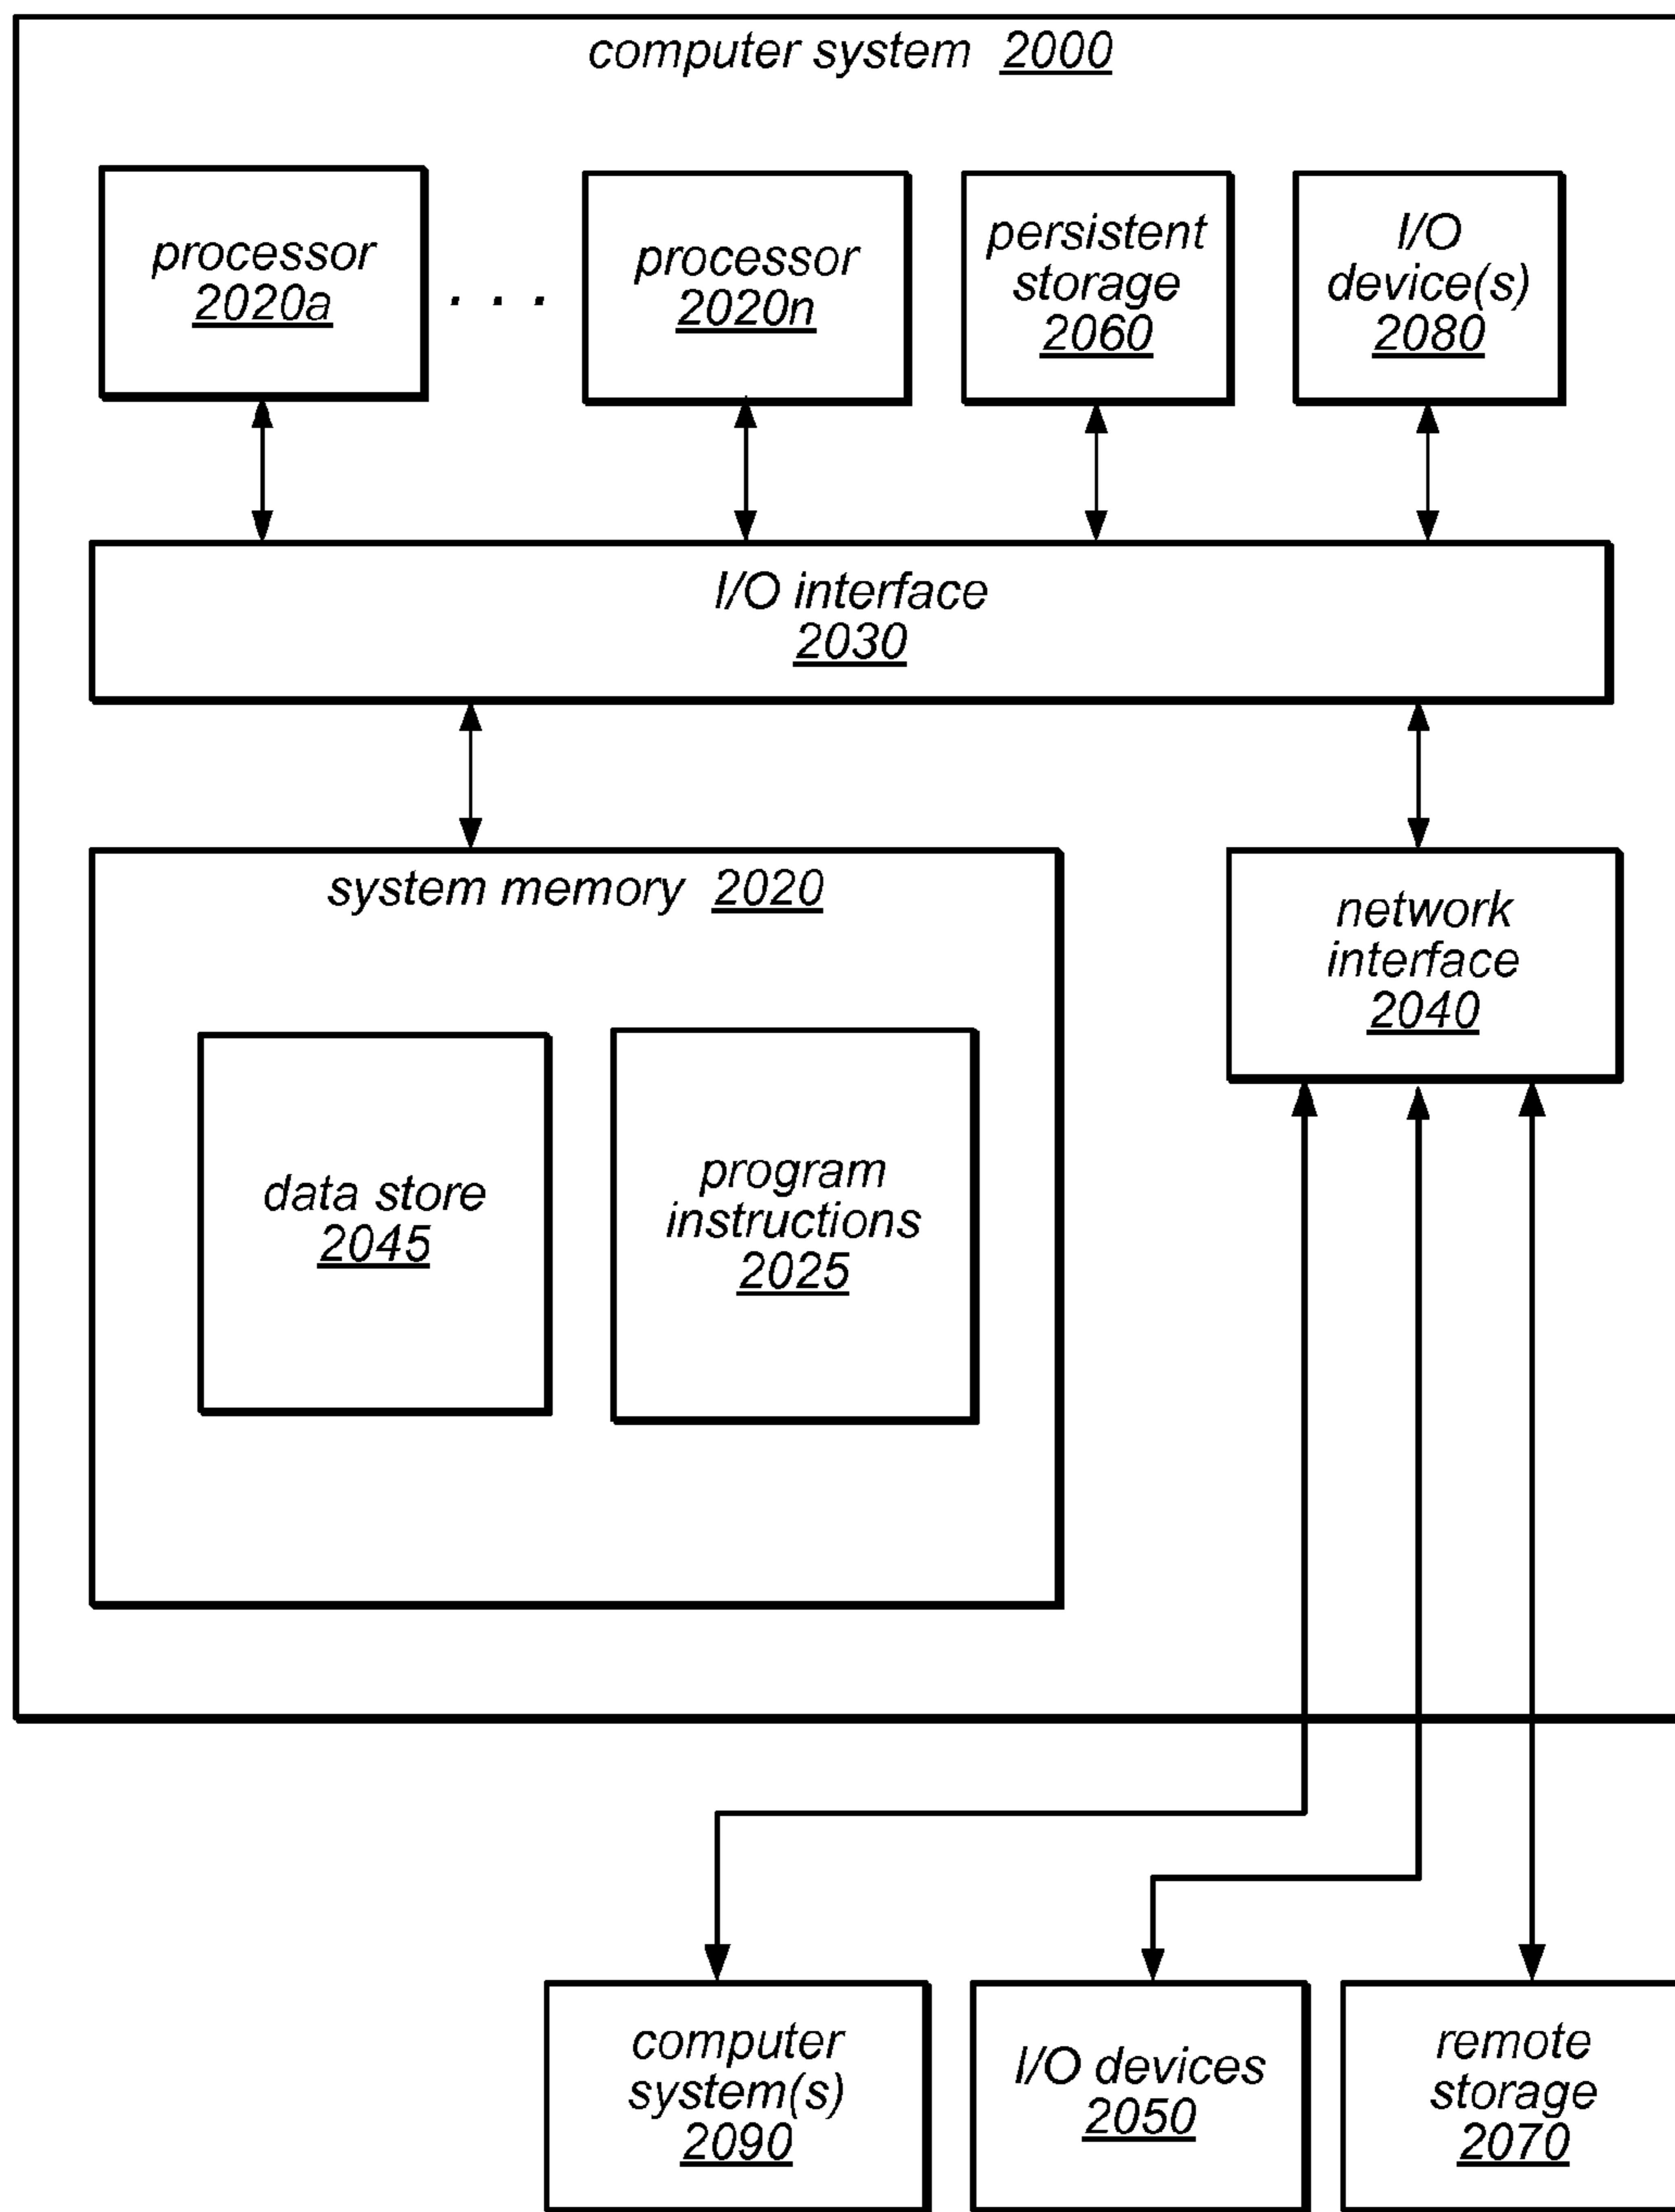 computer system 2000
processor
2020a
. . .
processor
2020n
persistent
storage
2060
I/O
device(s)
2080
I/O interface
2030
system memory 2020
network
interface
2040
data store
2045
program
instructions
2025
computer
system(s)
2090
I/O devices
2050
remote
storage
2070